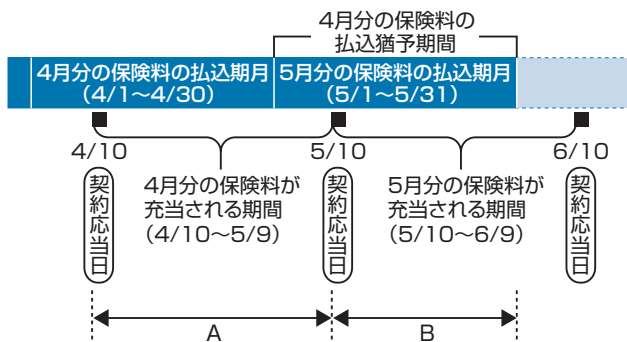 4月分の保険料の
払込猶予期間
4月分の保険料の払込期月
(4/1〜4/30)
5月分の保険料の払込期月
(5/1〜5/31)
4/10
5/10
6/10
契約応当日
4月分の保険料が
充当される期間
(4/10〜5/9)
契約応当日
5月分の保険料が
充当される期間
(5/10〜6/9)
契約応当日
A
B